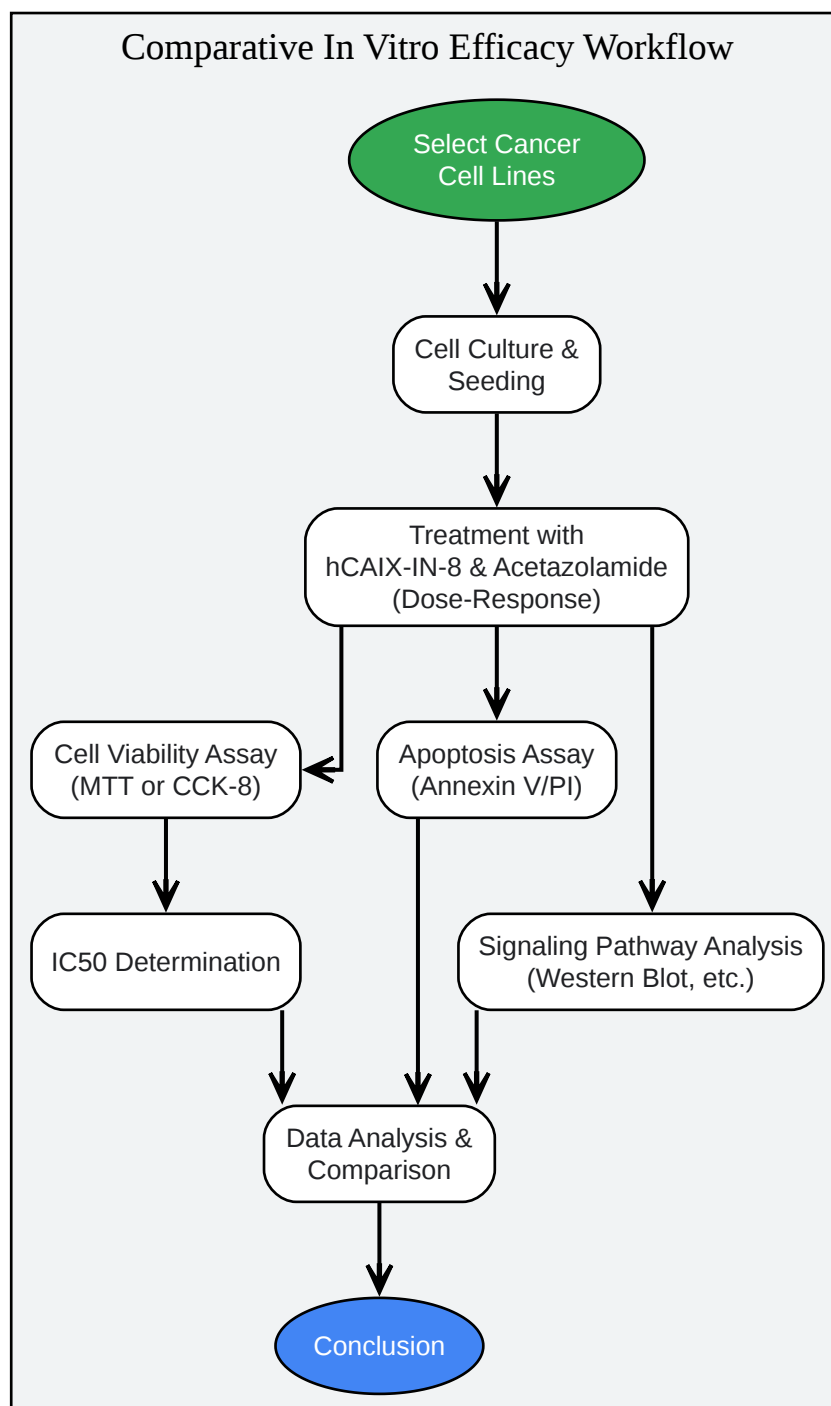 Comparative In Vitro Efficacy Workflow
Select Cancer
Cell Lines
Cell Culture &
Seeding
Treatment with
hCAIX-IN-8 & Acetazolamide
(Dose-Response)
Cell Viability Assay
(MTT or CCK-8)
Apoptosis Assay
(Annexin V/PI)
IC50 Determination
Signaling Pathway Analysis
(Western Blot, etc.)
Data Analysis &
Comparison
Conclusion